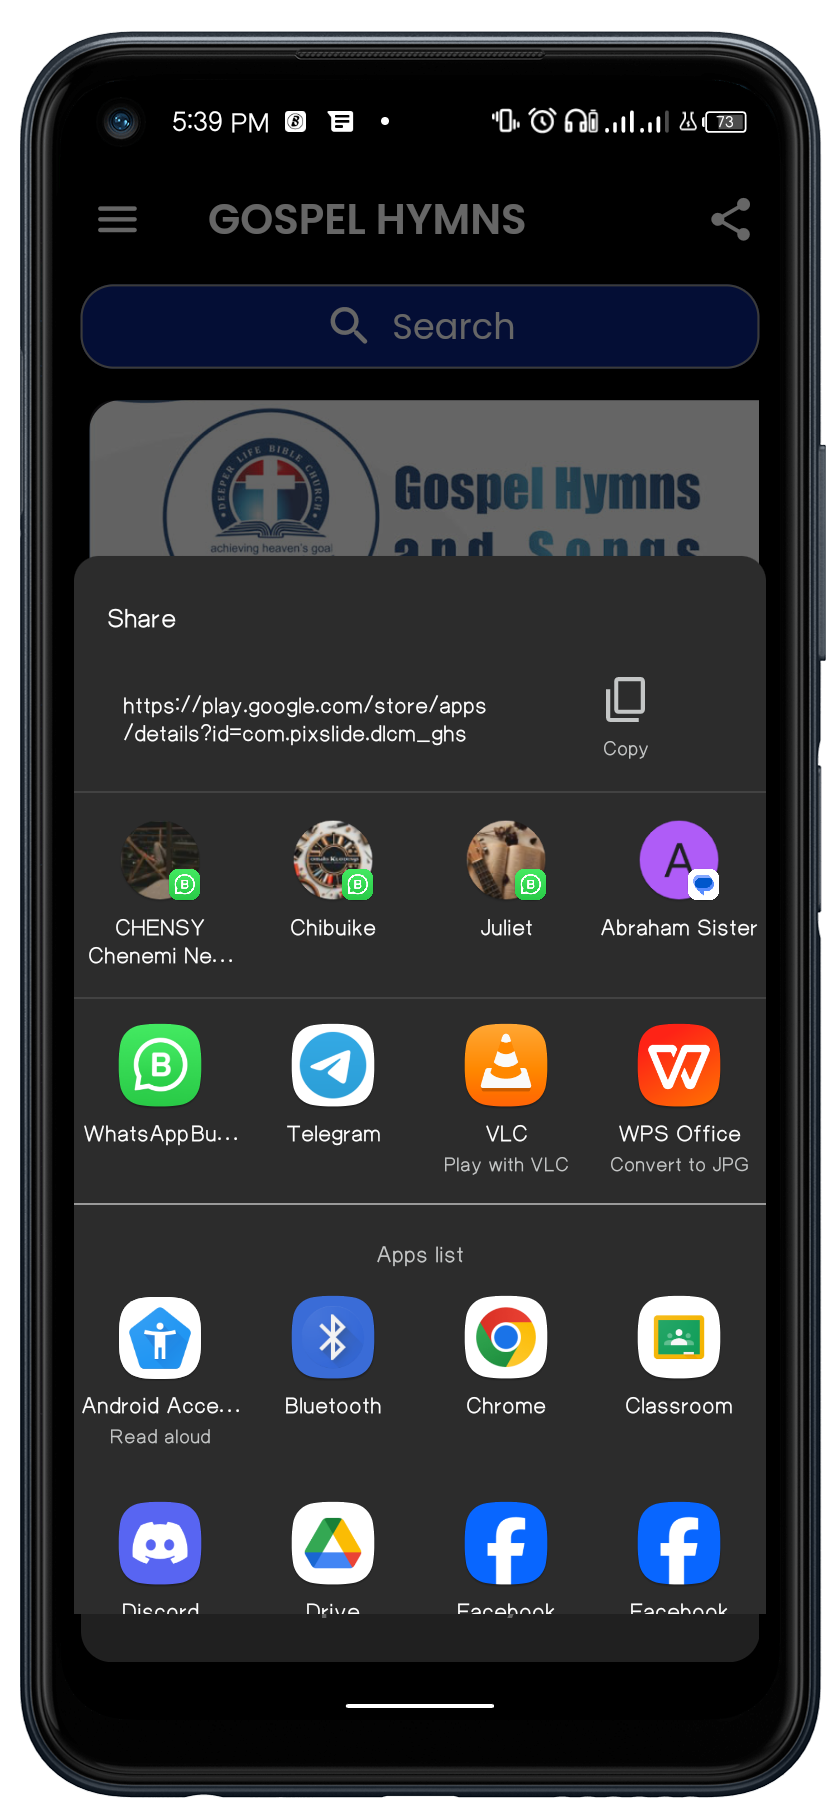 5:39 PM
73
GOSPEL HYMNS
Search
DEEPER LIFE BIBLE CHURCH
achieving heaven's goal
Gospel Hymns
and Songs
Share
https://play.google.com/store/apps
/details?id=com.pixslide.dlcm_ghs
Copy
CHENSY
Chenemi Ne...
Chibuike
Juliet
Abraham Sister
A
B
WhatsAppBu...
Telegram
VLC
Play with VLC
WPS Office
Convert to JPG
Apps list
Android Acce...
Read aloud
Bluetooth
Chrome
Classroom
Discord
Drive
Facebook
Facebook